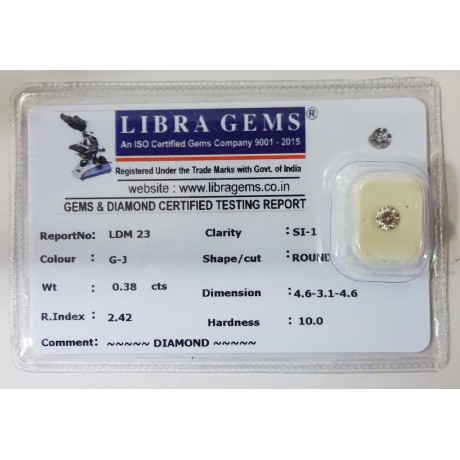 LIBRA GEMS®
An ISO Certified Gems Company 9001 - 2015
Registered Under the Trade Marks with Govt. of India
website : www.libragems.co.in
GEMS & DIAMOND CERTIFIED TESTING REPORT
ReportNo: LDM 23 Clarity : SI-1
Colour : G-J Shape/cut : ROUND
Wt : 0.38 cts Dimension : 4.6-3.1-4.6
R.Index : 2.42 Hardness : 10.0
Comment: ~~~~~ DIAMOND ~~~~~